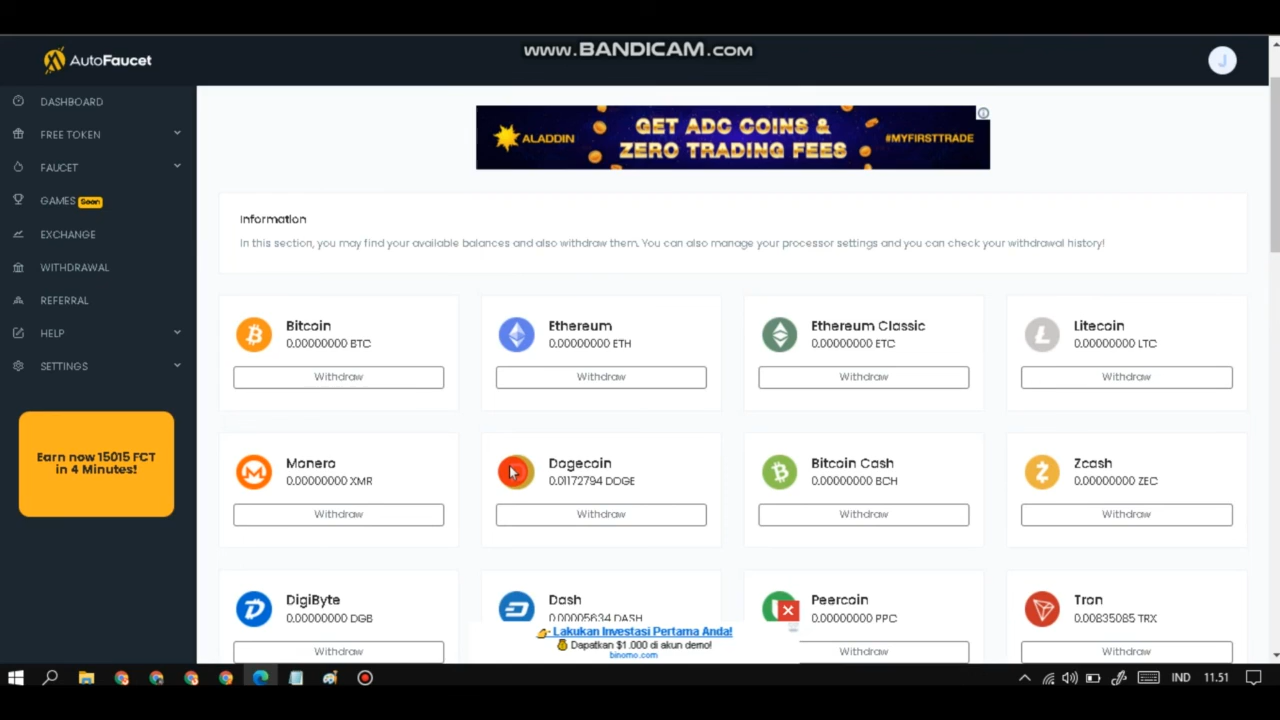 www.BANDICAM.com
AutoFaucet
J
DASHBOARD
FREE TOKEN
FAUCET
GAMES Soon
EXCHANGE
WITHDRAWAL
REFERRAL
HELP
SETTINGS
Earn now 15015 FCT
in 4 Minutes!
ALADDIN
GET ADC COINS &
ZERO TRADING FEES
#MYFIRSTTRADE
Information
In this section, you may find your available balances and also withdraw them. You can also manage your processor settings and you can check your withdrawal history!
Bitcoin
0.00000000 BTC
Withdraw
Ethereum
0.00000000 ETH
Withdraw
Ethereum Classic
0.00000000 ETC
Withdraw
Litecoin
0.00000000 LTC
Withdraw
Monero
0.00000000 XMR
Withdraw
Dogecoin
0.01172794 DOGE
Withdraw
Bitcoin Cash
0.00000000 BCH
Withdraw
Zcash
0.00000000 ZEC
Withdraw
DigiByte
0.00000000 DGB
Withdraw
Dash
0.00005634 DASH
Peercoin
0.00000000 PPC
Withdraw
Tron
0.00835085 TRX
Withdraw
Lakukan Investasi Pertama Anda!
Dapatkan $1.000 di akun demo!
binomo.com
IND
11.51